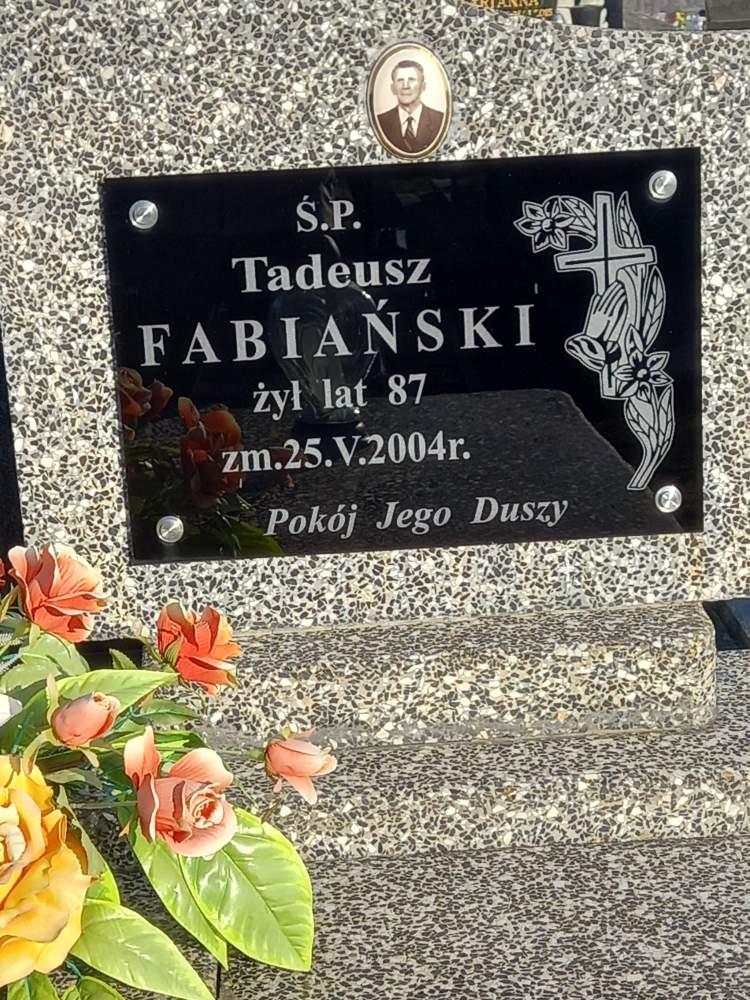 Ś.P.
Tadeusz
FABIAŃSKI
żył lat 87
zm.25.V.2004r.
Pokój Jego Duszy